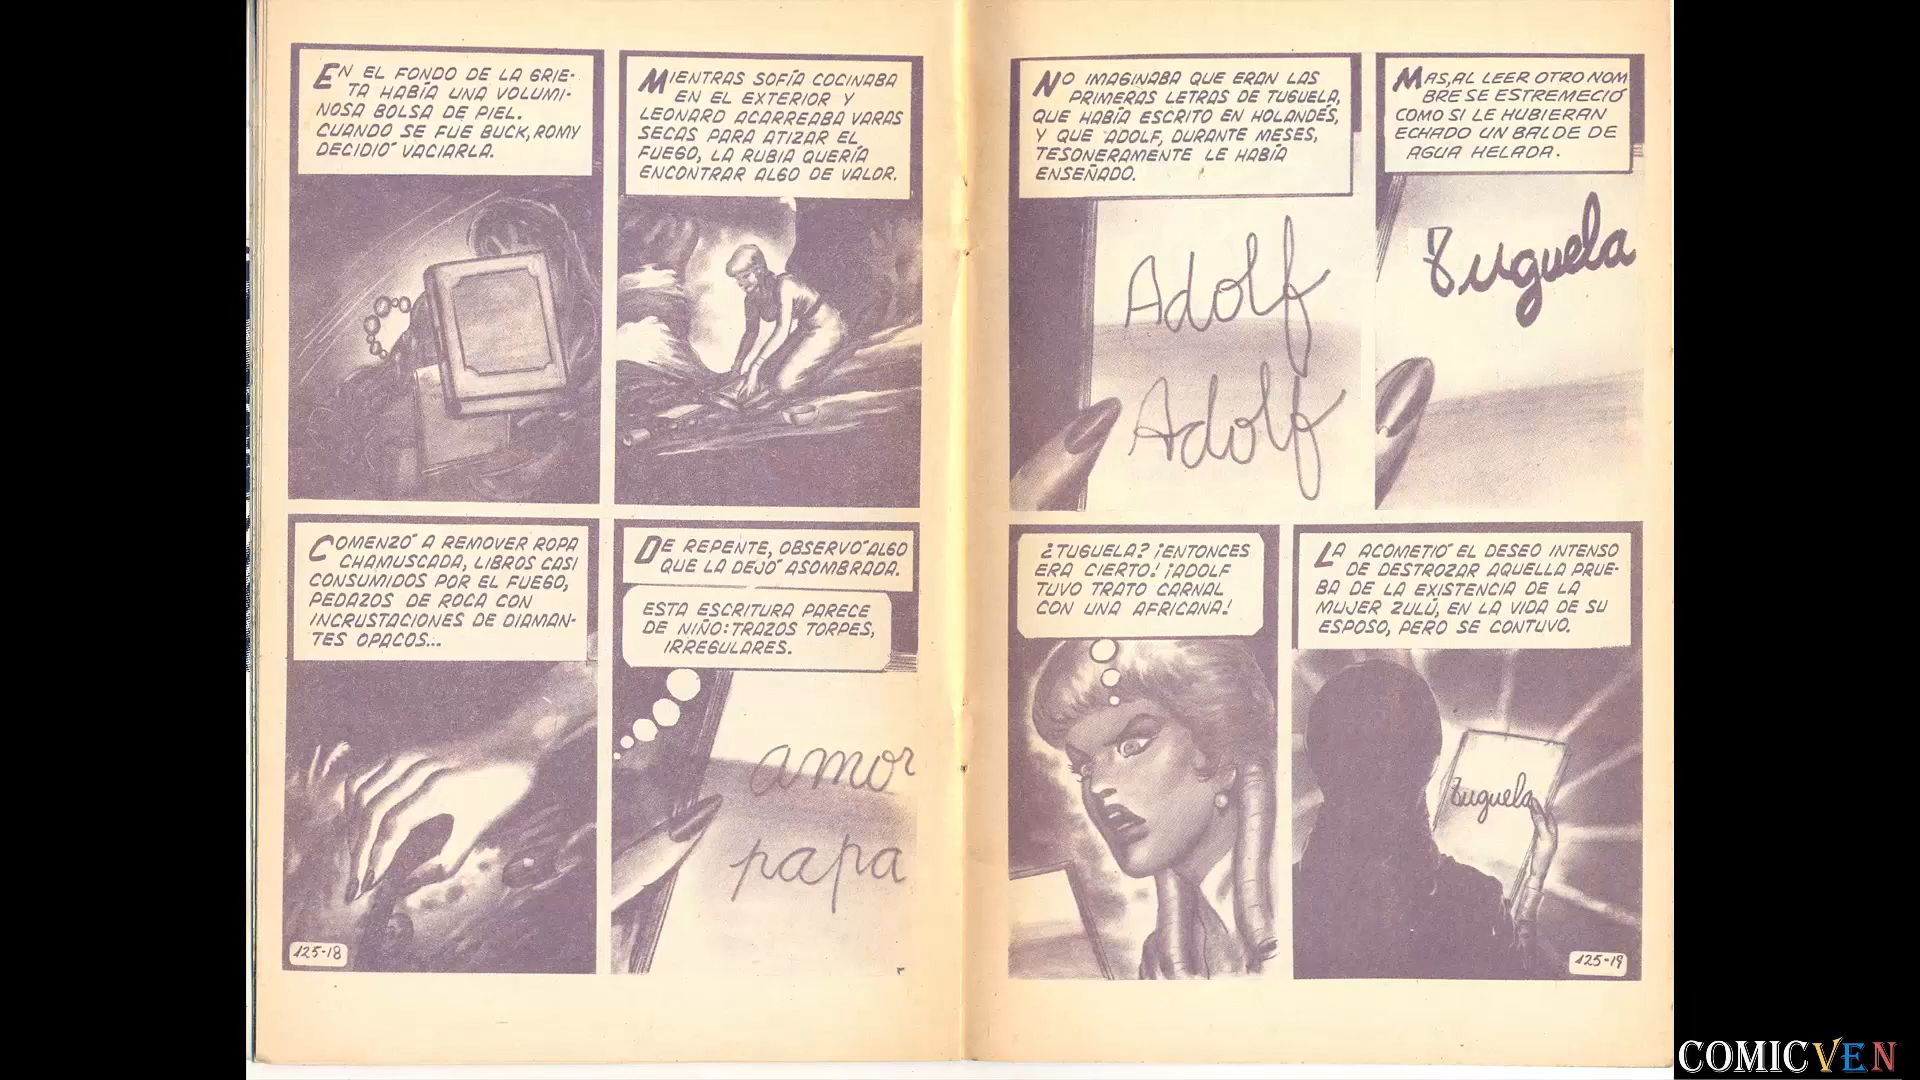 EN EL FONDO DE LA GRIE-
TA HABÍA UNA VOLUMI-
NOSA BOLSA DE PIEL.
CUANDO SE FUE BUCK, ROMY
DECIDIÓ VACIARLA.
MIENTRAS SOFÍA COCINABA
EN EL EXTERIOR Y
LEONARD ACARREABA VARAS
SECAS PARA ATIZAR EL
FUEGO, LA RUBIA QUERÍA
ENCONTRAR ALGO DE VALOR.
COMENZÓ A REMOVER ROPA
CHAMUSCADA, LIBROS CASI
CONSUMIDOS POR EL FUEGO,
PEDAZOS DE ROCA CON
INCRUSTACIONES DE DIAMAN-
TES OPACOS...
125-18
DE REPENTE, OBSERVÓ ALGO
QUE LA DEJÓ ASOMBRADA.
ESTA ESCRITURA PARECE
DE NIÑO: TRAZOS TORPES,
IRREGULARES.
amor
papa
NO IMAGINABA QUE ERAN LAS
PRIMERAS LETRAS DE TUGUELA,
QUE HABÍA ESCRITO EN HOLANDÉS,
Y QUE ADOLF, DURANTE MESES,
TESONERAMENTE LE HABÍA
ENSEÑADO.
Adolf
Adolf
MAS, AL LEER OTRO NOM
BRE SE ESTREMECIÓ
COMO SI LE HUBIERAN
ECHADO UN BALDE DE
AGUA HELADA.
Tuguela
¿TUGUELA? ¡ENTONCES
ERA CIERTO! ¡ADOLF
TUVO TRATO CARNAL
CON UNA AFRICANA!
LA ACOMETIÓ EL DESEO INTENSO
DE DESTROZAR AQUELLA PRUE-
BA DE LA EXISTENCIA DE LA
MUJER ZULÚ, EN LA VIDA DE SU
ESPOSO, PERO SE CONTUVO.
Tuguela
125-19
COMICVEN